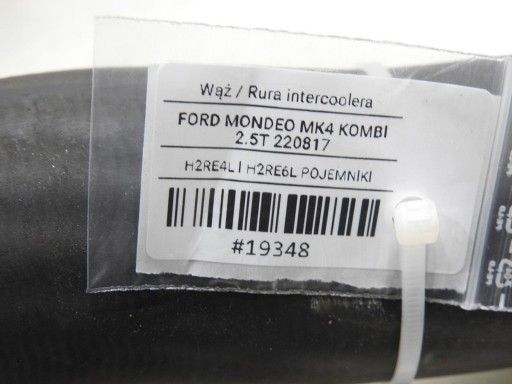 Wąż / Rura intercoolera
FORD MONDEO MK4 KOMBI
2.5T 220817
H2RE4L I H2RE6L POJEMNIKI
#19348